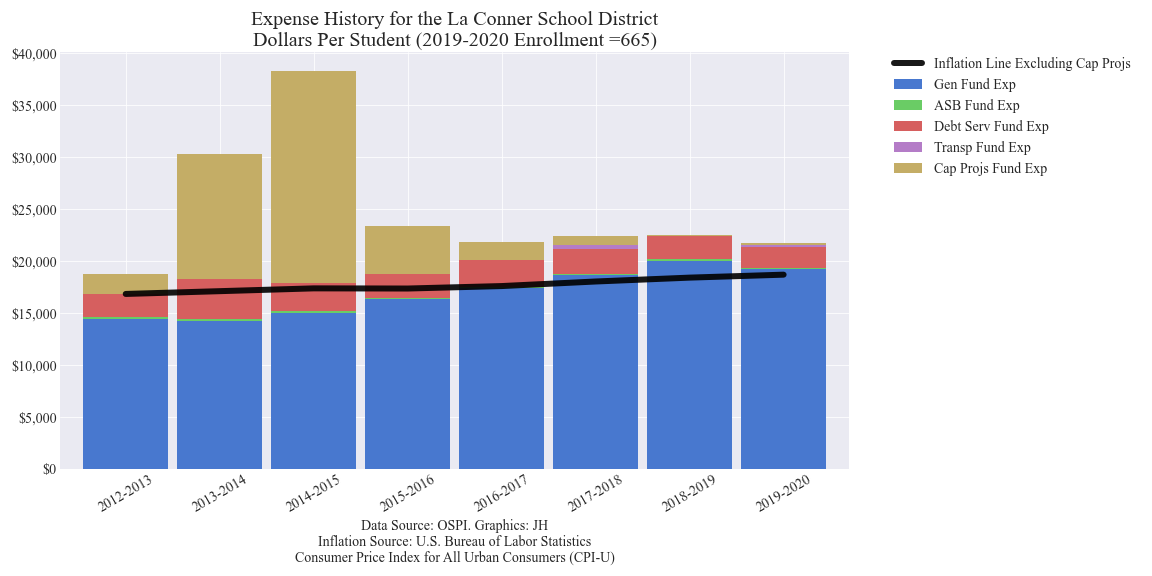 Expense History for the La Conner School District
Dollars Per Student (2019-2020 Enrollment =665)
$40,000
$35,000
$30,000
$25,000
$20,000
$15,000
$10,000
$5,000
$0
2012-2013
2013-2014
2014-2015
2015-2016
2016-2017
2017-2018
2018-2019
2019-2020
Inflation Line Excluding Cap Projs
Gen Fund Exp
ASB Fund Exp
Debt Serv Fund Exp
Transp Fund Exp
Cap Projs Fund Exp
Data Source: OSPI. Graphics: JH
Inflation Source: U.S. Bureau of Labor Statistics
Consumer Price Index for All Urban Consumers (CPI-U)